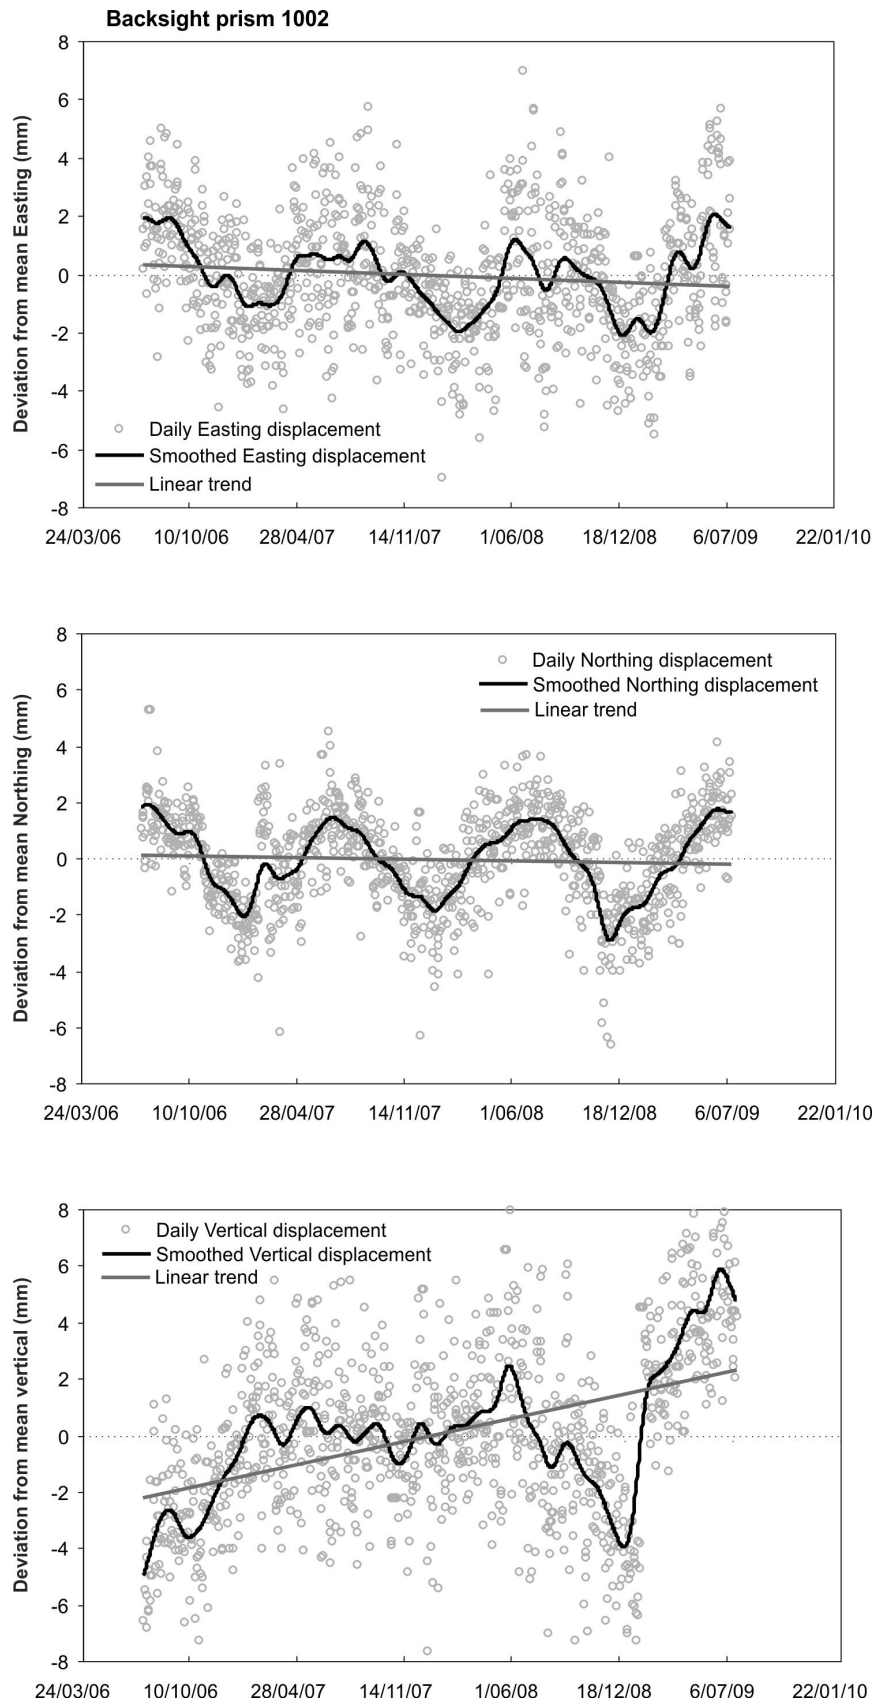 Backsight prism 1002
Deviation from mean Easting (mm)
8
6
4
2
0
-2
-4
-6
-8
Daily Easting displacement
Smoothed Easting displacement
Linear trend
24/03/06 10/10/06 28/04/07 14/11/07 1/06/08 18/12/08 6/07/09 22/01/10
Deviation from mean Northing (mm)
8
6
4
2
0
-2
-4
-6
-8
Daily Northing displacement
Smoothed Northing displacement
Linear trend
24/03/06 10/10/06 28/04/07 14/11/07 1/06/08 18/12/08 6/07/09 22/01/10
Deviation from mean vertical (mm)
8
6
4
2
0
-2
-4
-6
-8
Daily Vertical displacement
Smoothed Vertical displacement
Linear trend
24/03/06 10/10/06 28/04/07 14/11/07 1/06/08 18/12/08 6/07/09 22/01/10